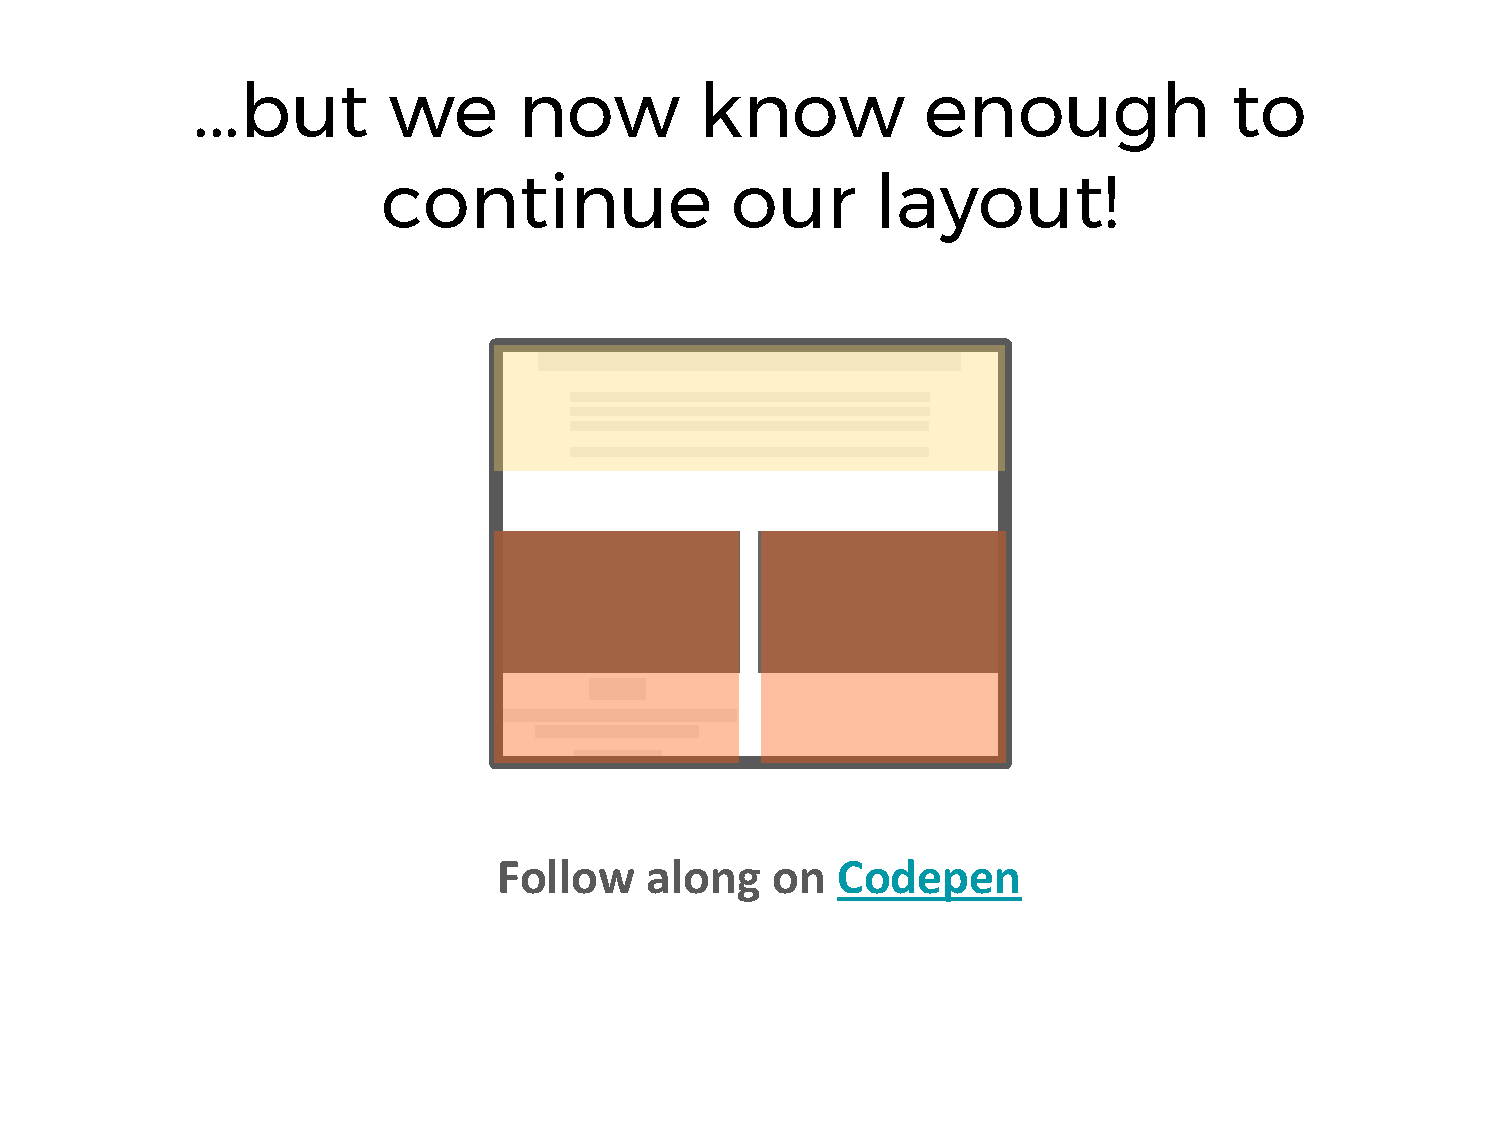 ...but we now know enough to
continue our layout!
Follow along on Codepen